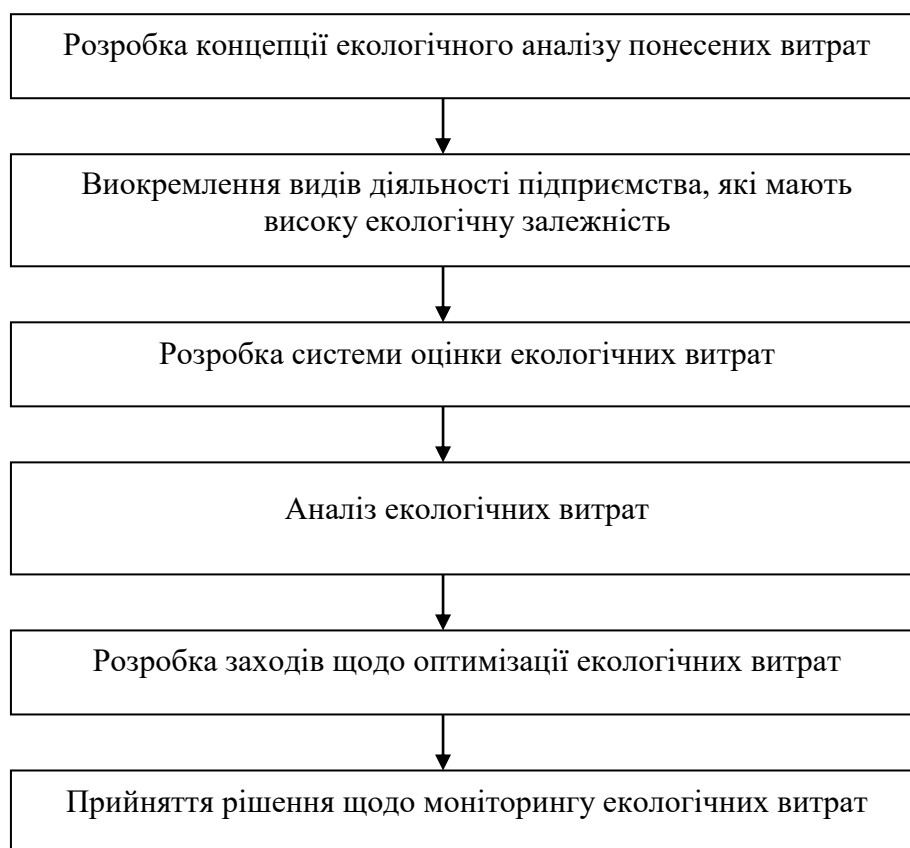 Розробка концепції екологічного аналізу понесених витрат
Виокремлення видів діяльності підприємства, які мають
високу екологічну залежність
Розробка системи оцінки екологічних витрат
Аналіз екологічних витрат
Розробка заходів щодо оптимізації екологічних витрат
Прийняття рішення щодо моніторингу екологічних витрат